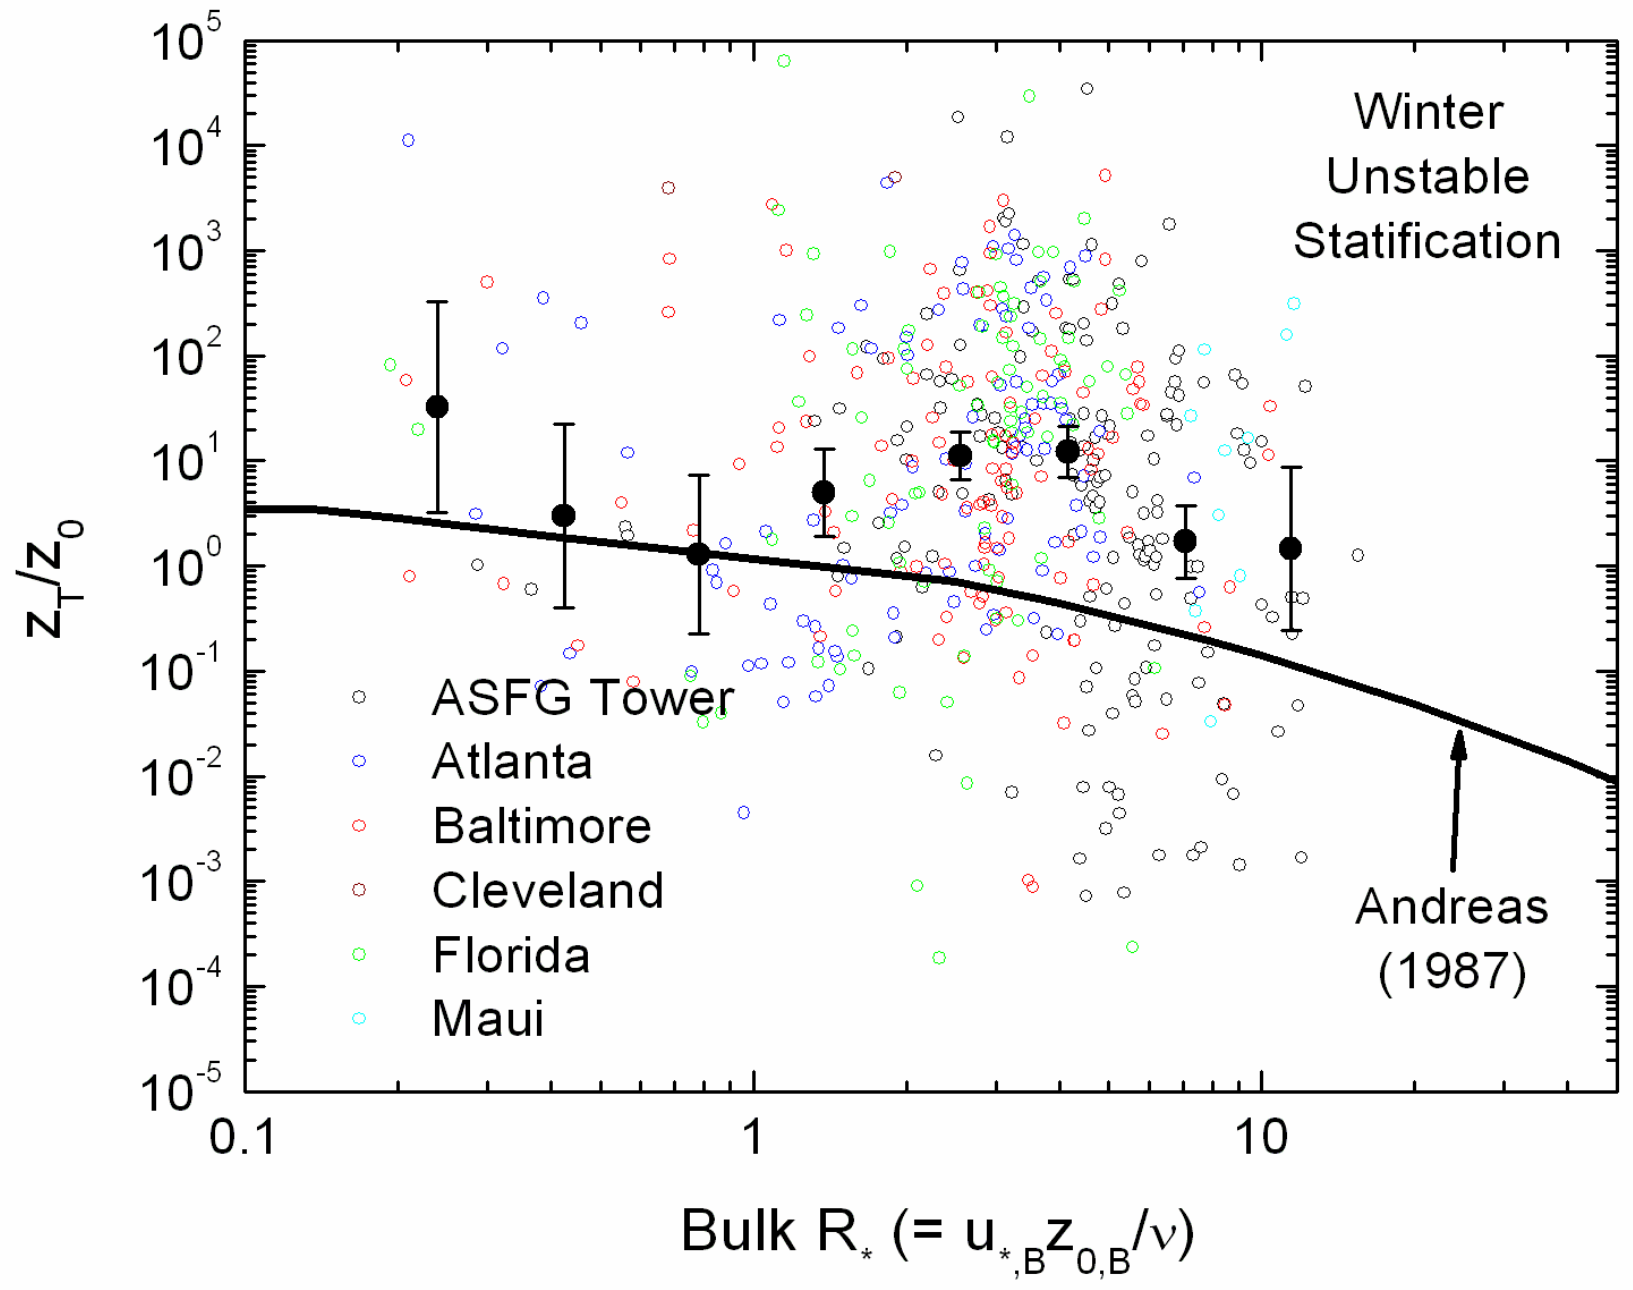 10^5
10^4
10^3
10^2
10^1
10^0
10^-1
10^-2
10^-3
10^-4
10^-5
z_T/z_0
Winter
Unstable
Statification
ASFG Tower
Atlanta
Baltimore
Cleveland
Florida
Maui
Andreas
(1987)
0.1 1 10
Bulk R_* (= u_*,B z_0,B/ν)